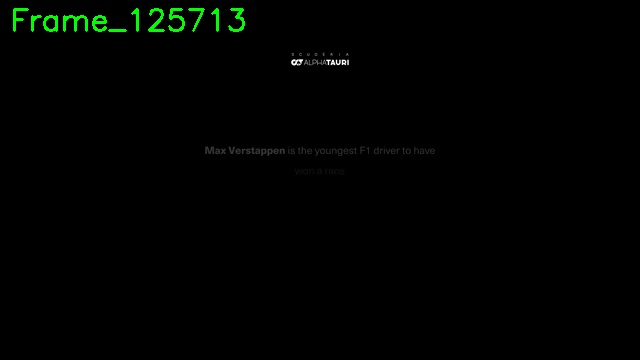 Frame_125713
SCUDERIA
ALPHATAURI
Max Verstappen is the youngest F1 driver to have
won a race